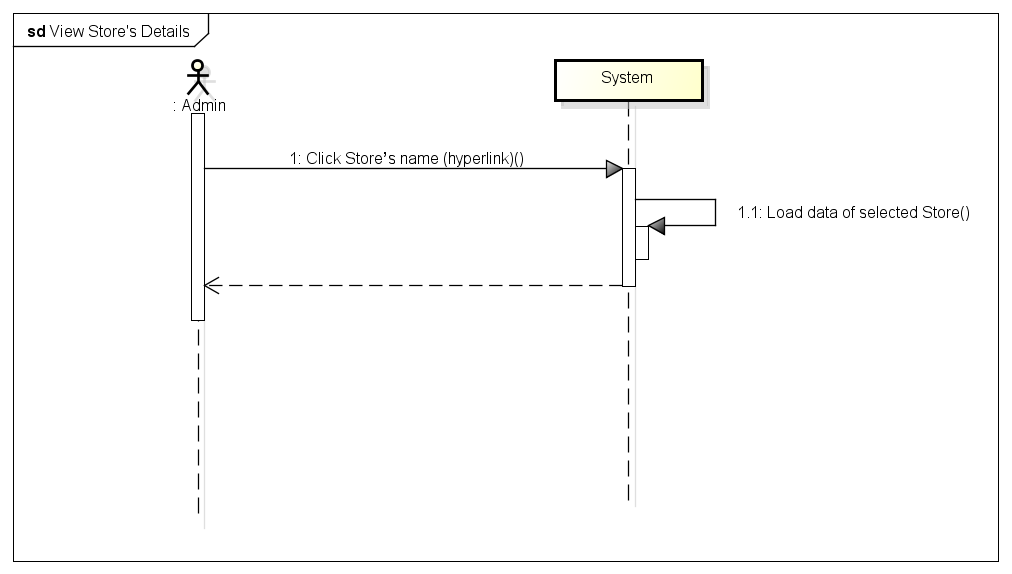 sd View Store's Details
: Admin
System
1: Click Store's name (hyperlink)()
1.1: Load data of selected Store()